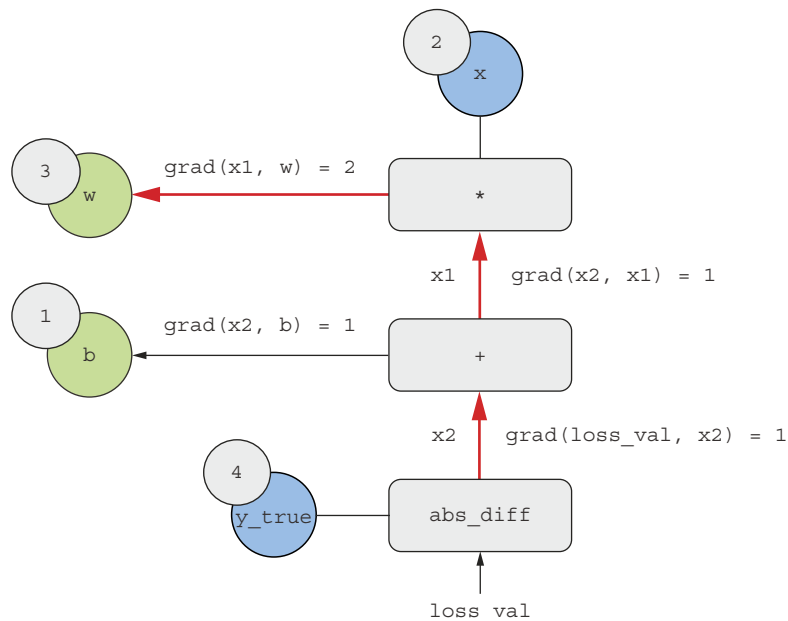 2
x
3
w
grad(x1, w) = 2
*
x1
grad(x2, x1) = 1
1
b
grad(x2, b) = 1
+
x2
grad(loss_val, x2) = 1
4
y_true
abs_diff
loss val